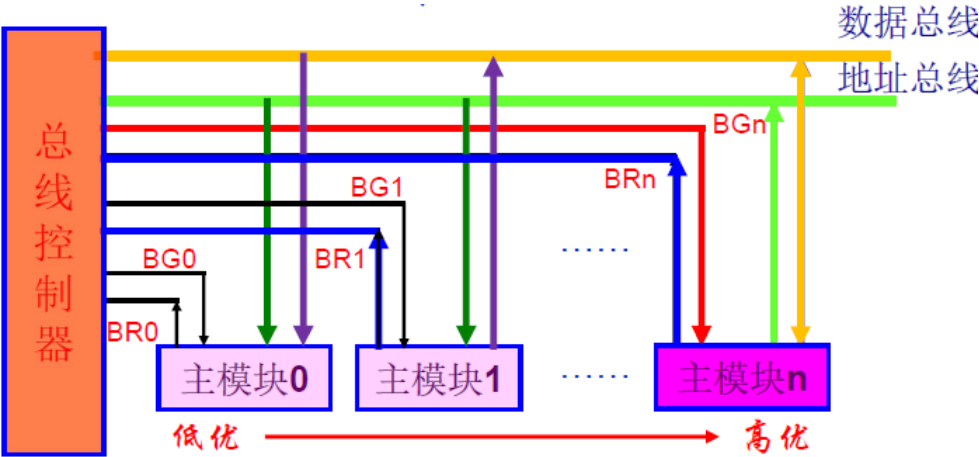 数据总线
地址总线
总线控制器
BGn
BRn
BG1
BR1
BG0
BR0
……
……
主模块0
主模块1
主模块n
低优
高优